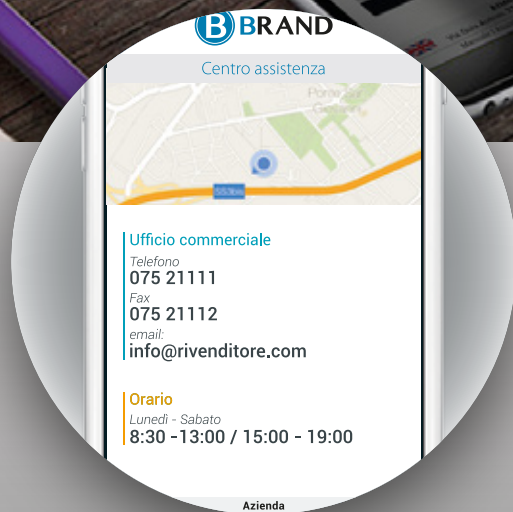 B BRAND
Centro assistenza
SS3bis
Ufficio commerciale
Telefono
075 21111
Fax
075 21112
email:
info@rivenditore.com
Orario
Lunedì - Sabato
8:30 -13:00 / 15:00 - 19:00
Azienda